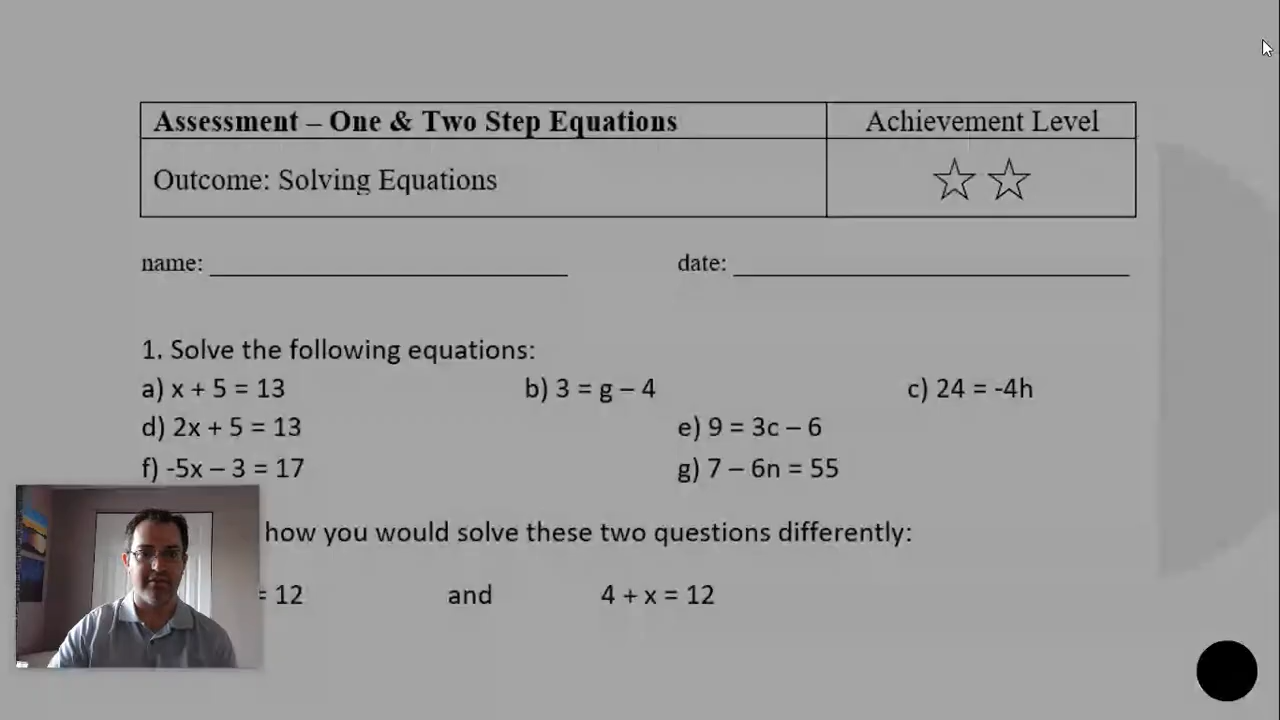 Assessment – One & Two Step Equations
Achievement Level
Outcome: Solving Equations
name:
date:
1. Solve the following equations:
a) x + 5 = 13 b) 3 = g – 4 c) 24 = -4h
d) 2x + 5 = 13 e) 9 = 3c – 6
f) -5x – 3 = 17 g) 7 – 6n = 55
how you would solve these two questions differently:
= 12 and 4 + x = 12